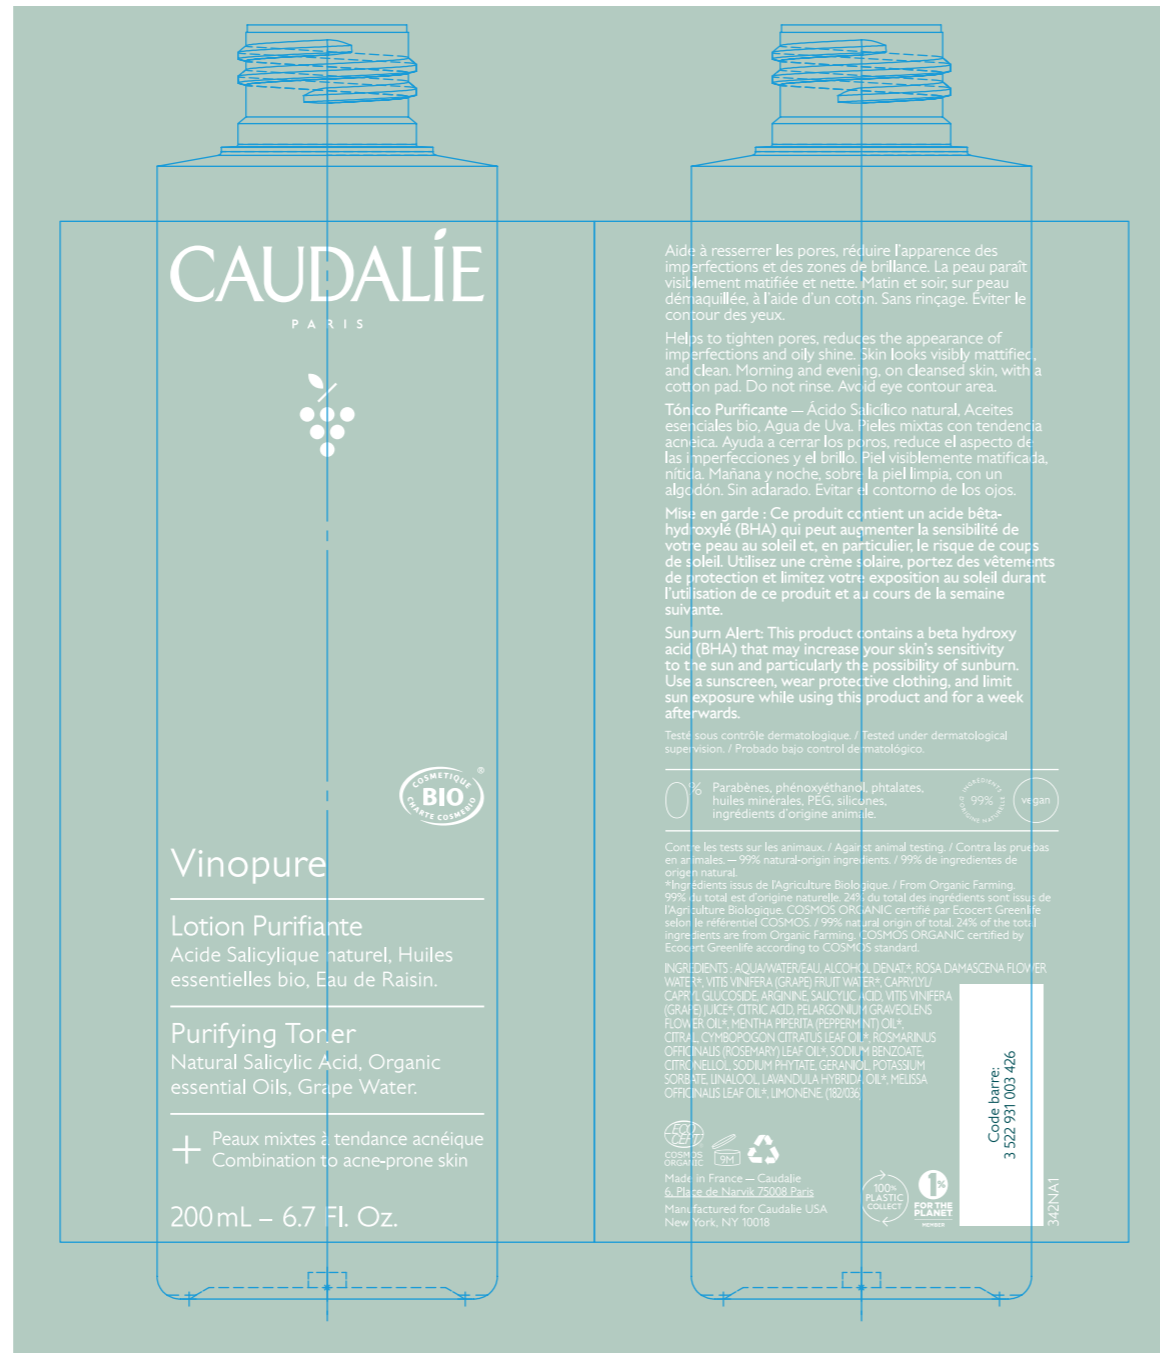 CAUDALÍE
PARIS
COSMETIQUE
BIO
CHARTE COSMEBIO
®
Vinopure
Lotion Purifiante
Acide Salicylique naturel, Huiles
essentielles bio, Eau de Raisin.
Purifying Toner
Natural Salicylic Acid, Organic
essential Oils, Grape Water.
+ Peaux mixtes à tendance acnéique
Combination to acne-prone skin
200 mL – 6.7 Fl. Oz.
Aide à resserrer les pores, réduire l'apparence des
imperfections et des zones de brillance. La peau paraît
visiblement matifiée et nette. Matin et soir, sur peau
démaquillée, à l'aide d'un coton. Sans rinçage. Éviter le
contour des yeux.
Helps to tighten pores, reduces the appearance of
imperfections and oily shine. Skin looks visibly mattified,
and clean. Morning and evening, on cleansed skin, with a
cotton pad. Do not rinse. Avoid eye contour area.
Tónico Purificante — Ácido Salicílico natural, Aceites
esenciales bio, Agua de Uva. Pieles mixtas con tendencia
acneica. Ayuda a cerrar los poros, reduce el aspecto de
las imperfecciones y el brillo. Piel visiblemente matificada,
nítida. Mañana y noche, sobre la piel limpia, con un
algodón. Sin aclarado. Evitar el contorno de los ojos.
Mise en garde : Ce produit contient un acide bêta-
hydroxylé (BHA) qui peut augmenter la sensibilité de
votre peau au soleil et, en particulier, le risque de coups
de soleil. Utilisez une crème solaire, portez des vêtements
de protection et limitez votre exposition au soleil durant
l'utilisation de ce produit et au cours de la semaine
suivante.
Sunburn Alert: This product contains a beta hydroxy
acid (BHA) that may increase your skin's sensitivity
to the sun and particularly the possibility of sunburn.
Use a sunscreen, wear protective clothing, and limit
sun exposure while using this product and for a week
afterwards.
Testé sous contrôle dermatologique. / Tested under dermatological
supervision. / Probado bajo control dermatológico.
0%
Parabènes, phénoxyéthanol, phtalates,
huiles minérales, PEG, silicones,
ingrédients d'origine animale.
INGRÉDIENTS
99%
D'ORIGINE NATURELLE
vegan
Contre les tests sur les animaux. / Against animal testing. / Contra las pruebas
en animales. — 99% natural-origin ingredients. / 99% de ingredientes de
origen natural.
*Ingrédients issus de l'Agriculture Biologique. / From Organic Farming.
99% du total est d'origine naturelle. 24% du total des ingrédients sont issus de
l'Agriculture Biologique. COSMOS ORGANIC certifié par Ecocert Greenlife
selon le référentiel COSMOS. / 99% natural origin of total. 24% of the total
ingredients are from Organic Farming. COSMOS ORGANIC certified by
Ecocert Greenlife according to COSMOS standard.
INGREDIENTS : AQUA/WATER/EAU, ALCOHOL DENAT.*, ROSA DAMASCENA FLOWER
WATER*, VITIS VINIFERA (GRAPE) FRUIT WATER*, CAPRYLYL/
CAPRYL GLUCOSIDE, ARGININE, SALICYLIC ACID, VITIS VINIFERA
(GRAPE) JUICE*, CITRIC ACID, PELARGONIUM GRAVEOLENS
FLOWER OIL*, MENTHA PIPERITA (PEPPERMINT) OIL*,
CITRAL, CYMBOPOGON CITRATUS LEAF OIL*, ROSMARINUS
OFFICINALIS (ROSEMARY) LEAF OIL*, SODIUM BENZOATE,
CITRONELLOL, SODIUM PHYTATE, GERANIOL, POTASSIUM
SORBATE, LINALOOL, LAVANDULA HYBRIDA OIL*, MELISSA
OFFICINALIS LEAF OIL*, LIMONENE. (182/036)
ECO
CERT
COSMOS
ORGANIC
9M
Made in France — Caudalie
6, Place de Narvik 75008 Paris
Manufactured for Caudalie USA
New York, NY 10018
100%
PLASTIC
COLLECT
1%
FOR THE
PLANET
MEMBER
Code barre:
3 522 931 003 426
342NA1